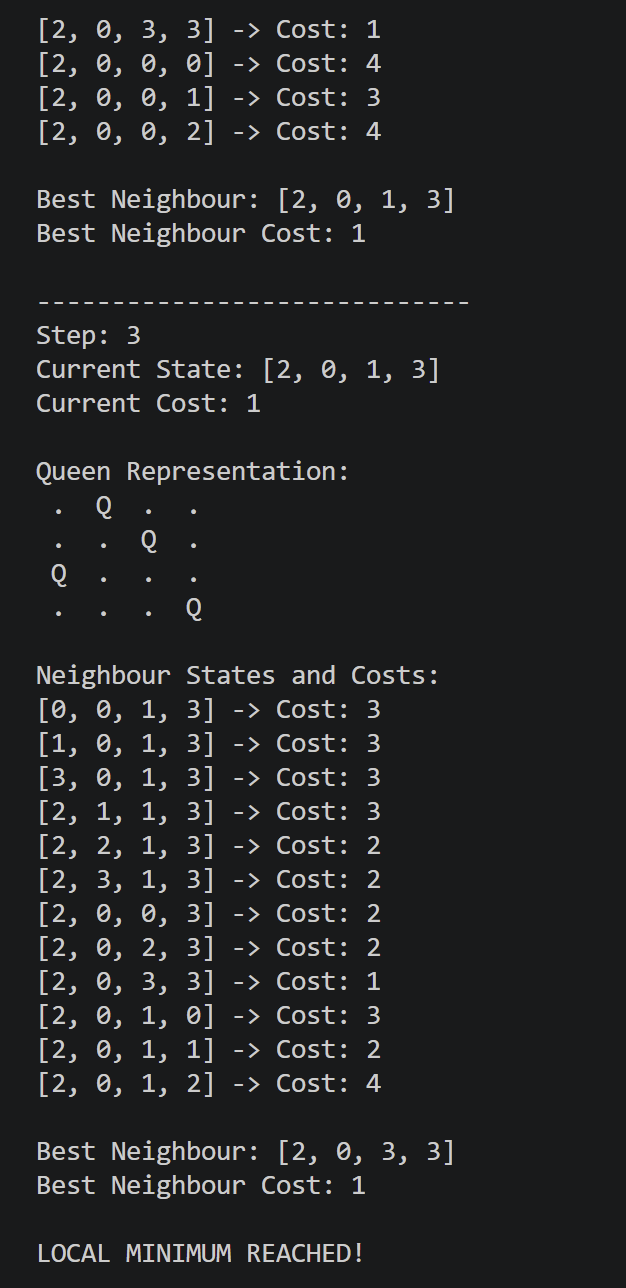 [2, 0, 3, 3] -> Cost: 1
[2, 0, 0, 0] -> Cost: 4
[2, 0, 0, 1] -> Cost: 3
[2, 0, 0, 2] -> Cost: 4

Best Neighbour: [2, 0, 1, 3]
Best Neighbour Cost: 1

-----------------------------
Step: 3
Current State: [2, 0, 1, 3]
Current Cost: 1

Queen Representation:
 .  Q  .  .
 .  .  Q  .
 Q  .  .  .
 .  .  .  Q

Neighbour States and Costs:
[0, 0, 1, 3] -> Cost: 3
[1, 0, 1, 3] -> Cost: 3
[3, 0, 1, 3] -> Cost: 3
[2, 1, 1, 3] -> Cost: 3
[2, 2, 1, 3] -> Cost: 2
[2, 3, 1, 3] -> Cost: 2
[2, 0, 0, 3] -> Cost: 2
[2, 0, 2, 3] -> Cost: 2
[2, 0, 3, 3] -> Cost: 1
[2, 0, 1, 0] -> Cost: 3
[2, 0, 1, 1] -> Cost: 2
[2, 0, 1, 2] -> Cost: 4

Best Neighbour: [2, 0, 3, 3]
Best Neighbour Cost: 1

LOCAL MINIMUM REACHED!